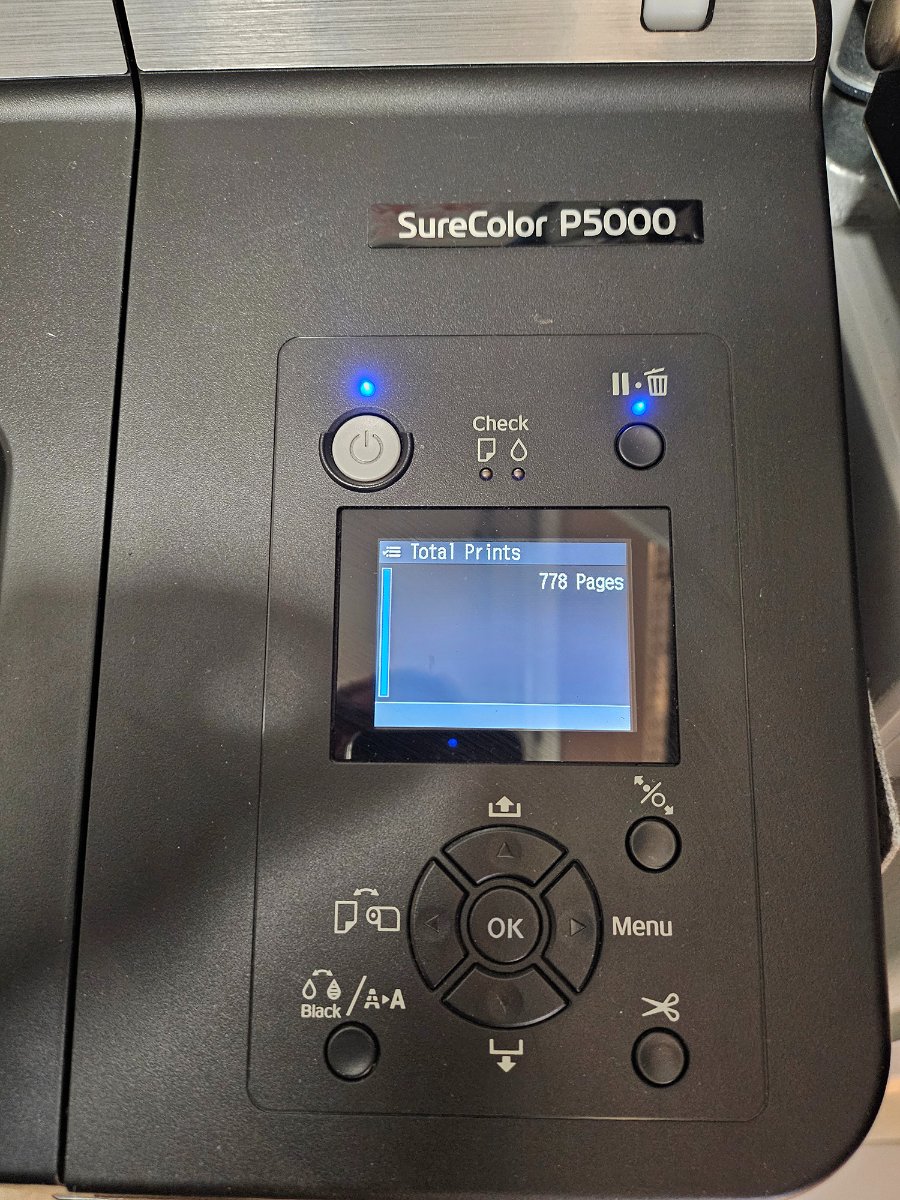 SureColor P5000
Check
Total Prints
778 Pages
OK
Menu
Black
A